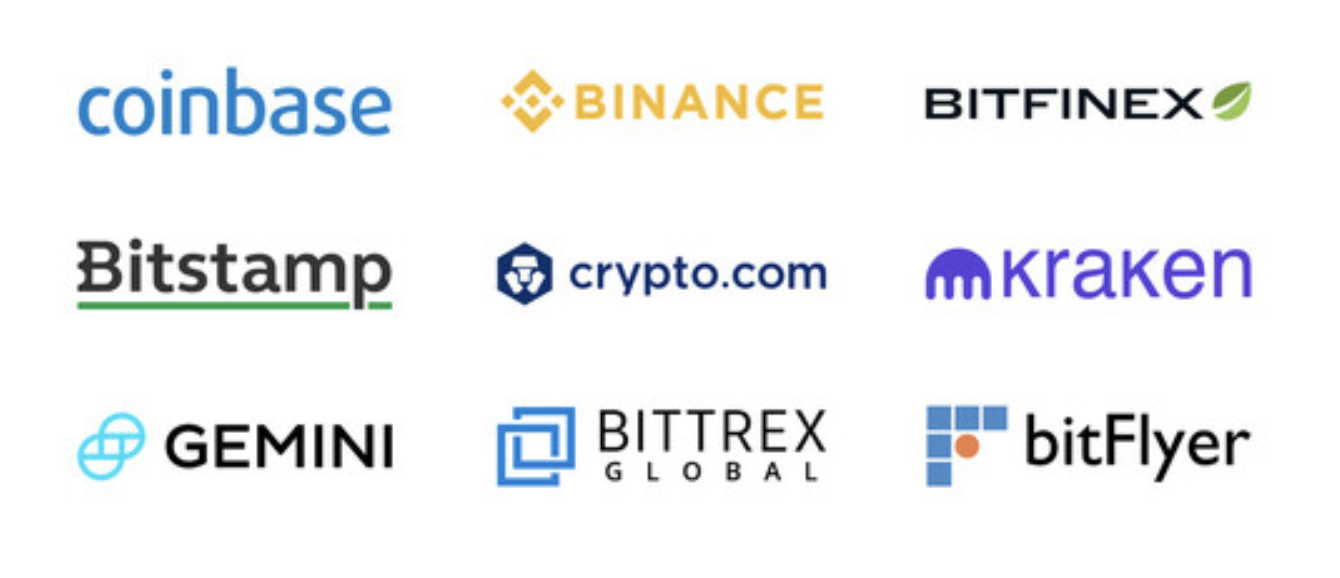 coinbase
BINANCE
BITFINEX
Bitstamp
crypto.com
kraken
GEMINI
BITTREX
GLOBAL
bitFlyer